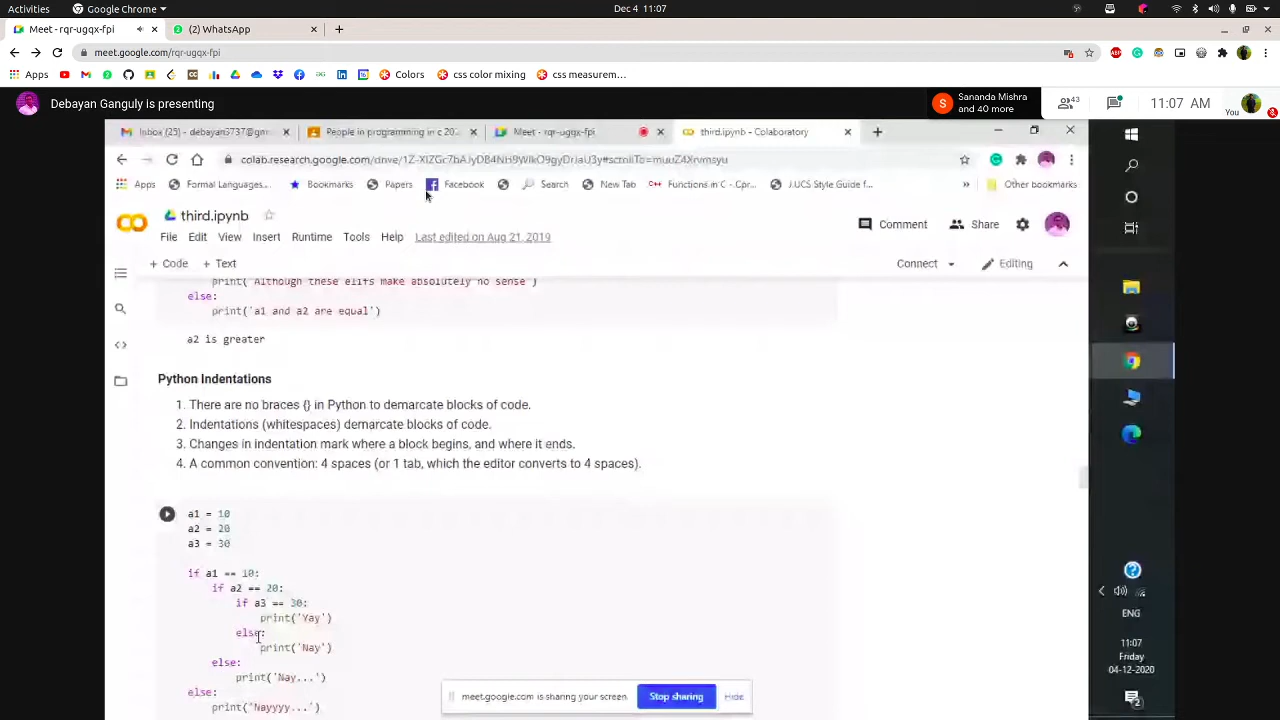 Activities Google Chrome Dec 4 11:07
Meet - rqr-ugqx-fpi (2) WhatsApp
meet.google.com/rqr-ugqx-fpi
Apps Colors css color mixing css measurem...
Debayan Ganguly is presenting
Sananda Mishra
and 40 more
43
11:07 AM
You
Inbox (25) - debayan3737@gm People in programming in c 202 Meet - rqr-ugqx-fpi third.ipynb - Colaboratory
Apps Formal Languages... Bookmarks Papers Facebook Search New Tab Functions in C - Cpr... J.UCS Style Guide f... Other bookmarks
third.ipynb
Comment Share
File Edit View Insert Runtime Tools Help Last edited on Aug 21, 2019
+ Code + Text Connect Editing
print('Although these elifs make absolutely no sense')
else:
print('a1 and a2 are equal')
a2 is greater
Python Indentations
1. There are no braces {} in Python to demarcate blocks of code.
2. Indentations (whitespaces) demarcate blocks of code.
3. Changes in indentation mark where a block begins, and where it ends.
4. A common convention: 4 spaces (or 1 tab, which the editor converts to 4 spaces).
a1 = 10
a2 = 20
a3 = 30
if a1 == 10:
if a2 == 20:
if a3 == 30:
print('Yay')
else:
print('Nay')
else:
print('Nay...')
else:
print('Nayyyy...')
meet.google.com is sharing your screen. Stop sharing Hide
ENG
11:07
Friday
04-12-2020
2